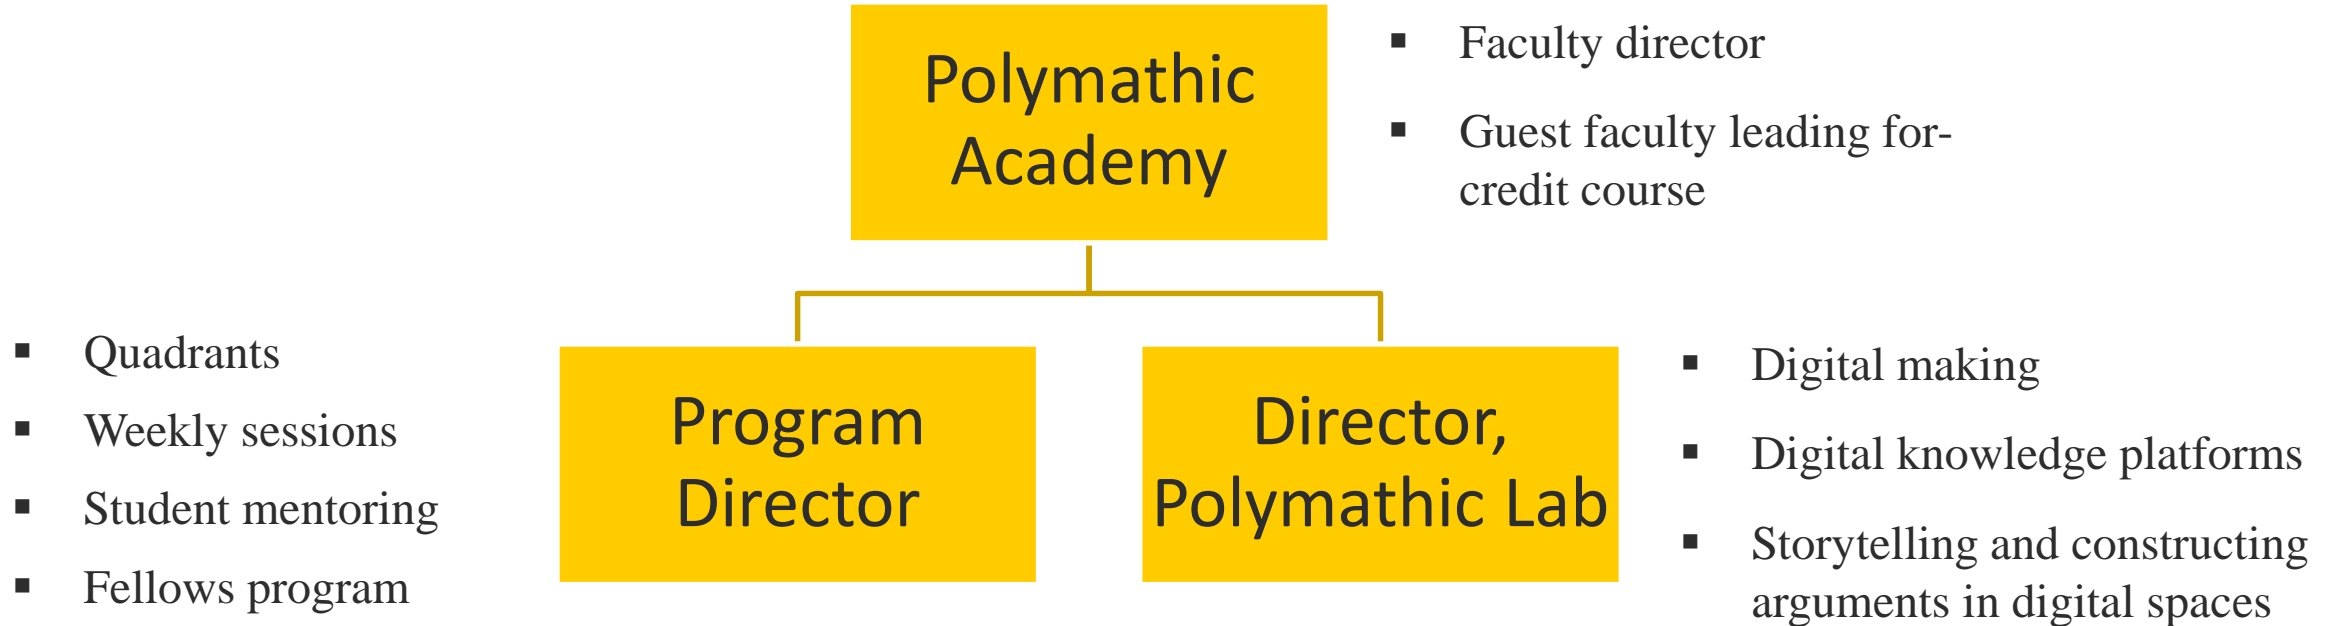 Polymathic
Academy
▪ Faculty director
▪ Guest faculty leading for-
credit course
▪ Quadrants
▪ Weekly sessions
▪ Student mentoring
▪ Fellows program
Program
Director
Director,
Polymathic Lab
▪ Digital making
▪ Digital knowledge platforms
▪ Storytelling and constructing
arguments in digital spaces